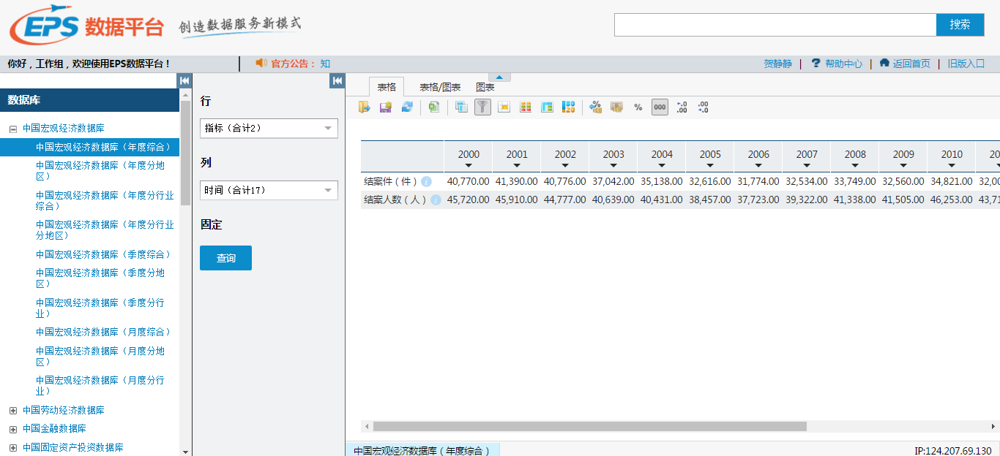 EPS 数据平台 创造数据服务新模式
搜索
你好，工作组，欢迎使用EPS数据平台！
官方公告： 知
贺静静 | ? 帮助中心 | 返回首页 | 旧版入口
数据库
中国宏观经济数据库
中国宏观经济数据库（年度综合）
中国宏观经济数据库（年度分地
区）
中国宏观经济数据库（年度分行业
综合）
中国宏观经济数据库（年度分行业
分地区）
中国宏观经济数据库（季度综合）
中国宏观经济数据库（季度分地
区）
中国宏观经济数据库（季度分行
业）
中国宏观经济数据库（月度综合）
中国宏观经济数据库（月度分地
区）
中国宏观经济数据库（月度分行
业）
中国劳动经济数据库
中国金融数据库
中国固定资产投资数据库
行
指标（合计2）
列
时间（合计17）
固定
查询
表格 表格/图表 图表
% 000 +.0 .00 .00 +.0
2000 2001 2002 2003 2004 2005 2006 2007 2008 2009 2010 20
结案件（件） 40,770.00 41,390.00 40,776.00 37,042.00 35,138.00 32,616.00 31,774.00 32,534.00 33,749.00 32,560.00 34,821.00 32,00
结案人数（人） 45,720.00 45,910.00 44,777.00 40,639.00 40,431.00 38,457.00 37,723.00 39,322.00 41,338.00 41,505.00 46,253.00 43,71
中国宏观经济数据库（年度综合）
IP:124.207.69.130